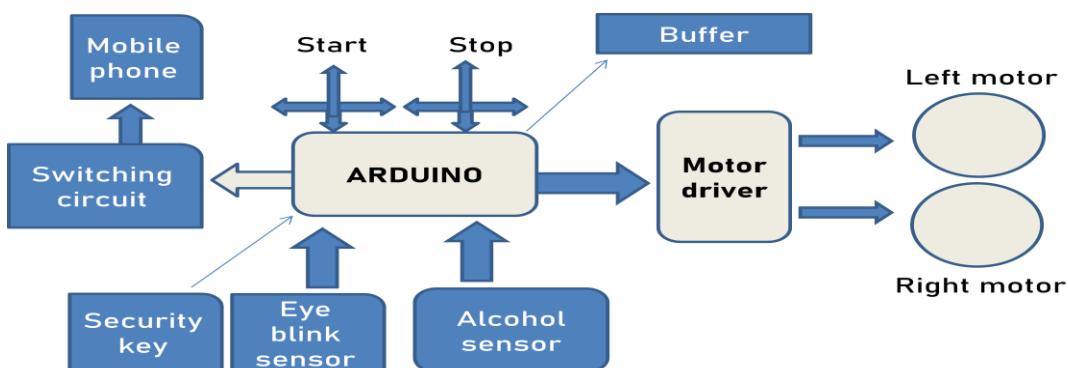 Mobile
phone
Start
Stop
Buffer
Left motor
Switching
circuit
ARDUINO
Motor
driver
Right motor
Security
key
Eye
blink
sensor
Alcohol
sensor